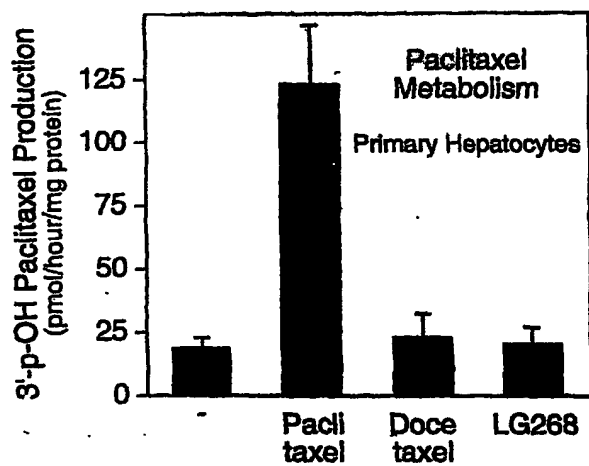 3'-p-OH Paclitaxel Production
(pmol/hour/mg protein)
125
100
75
50
25
0
Paclitaxel
Metabolism
Primary Hepatocytes
-
Pacli
taxel
Doce
taxel
LG268